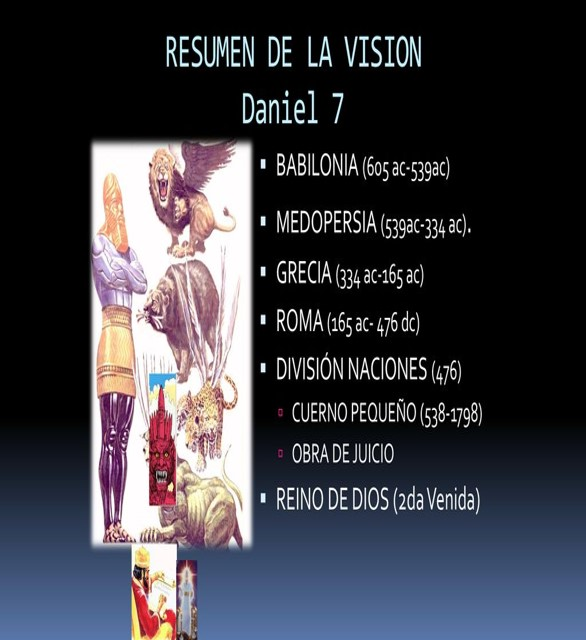 RESUMEN DE LA VISION
Daniel 7
BABILONIA (605 ac-539ac)
MEDOPERSIA (539ac-334 ac).
GRECIA (334 ac-165 ac)
ROMA (165 ac- 476 dc)
DIVISIÓN NACIONES (476)
CUERNO PEQUEÑO (538-1798)
OBRA DE JUICIO
REINO DE DIOS (2da Venida)